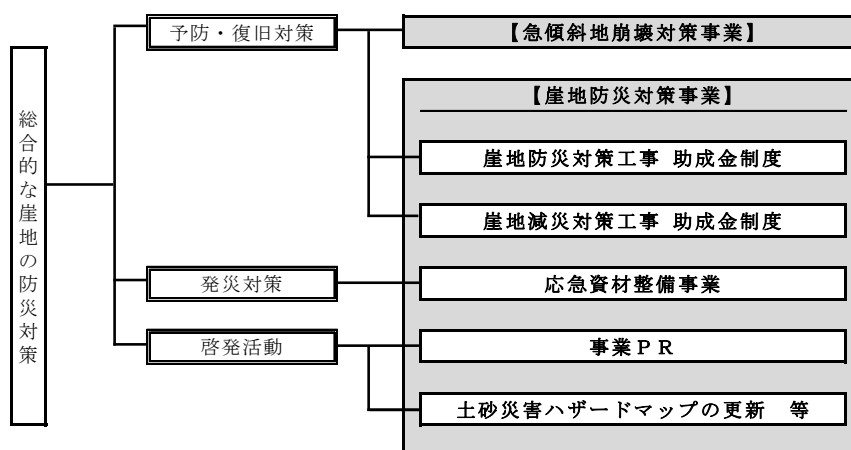 総合的な崖地の防災対策
予防・復旧対策
【急傾斜地崩壊対策事業】
【崖地防災対策事業】
崖地防災対策工事 助成金制度
崖地減災対策工事 助成金制度
発災対策
応急資材整備事業
啓発活動
事業ＰＲ
土砂災害ハザードマップの更新　等